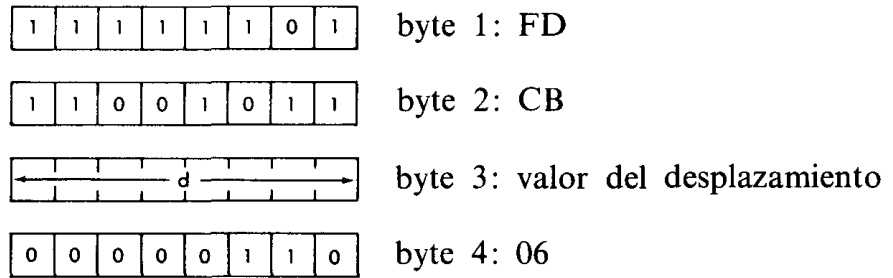 1 1 1 1 1 1 0 1 byte 1: FD
1 1 0 0 1 0 1 1 byte 2: CB
d byte 3: valor del desplazamiento
0 0 0 0 0 1 1 0 byte 4: 06